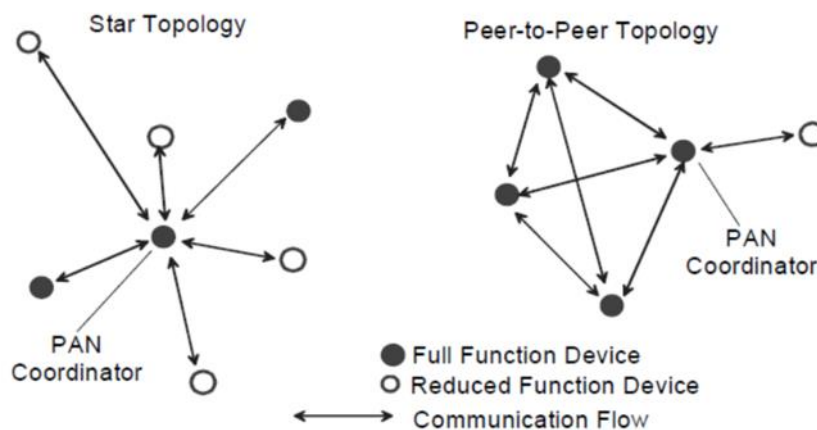 Star Topology
Peer-to-Peer Topology
PAN
Coordinator
PAN
Coordinator
Full Function Device
Reduced Function Device
Communication Flow